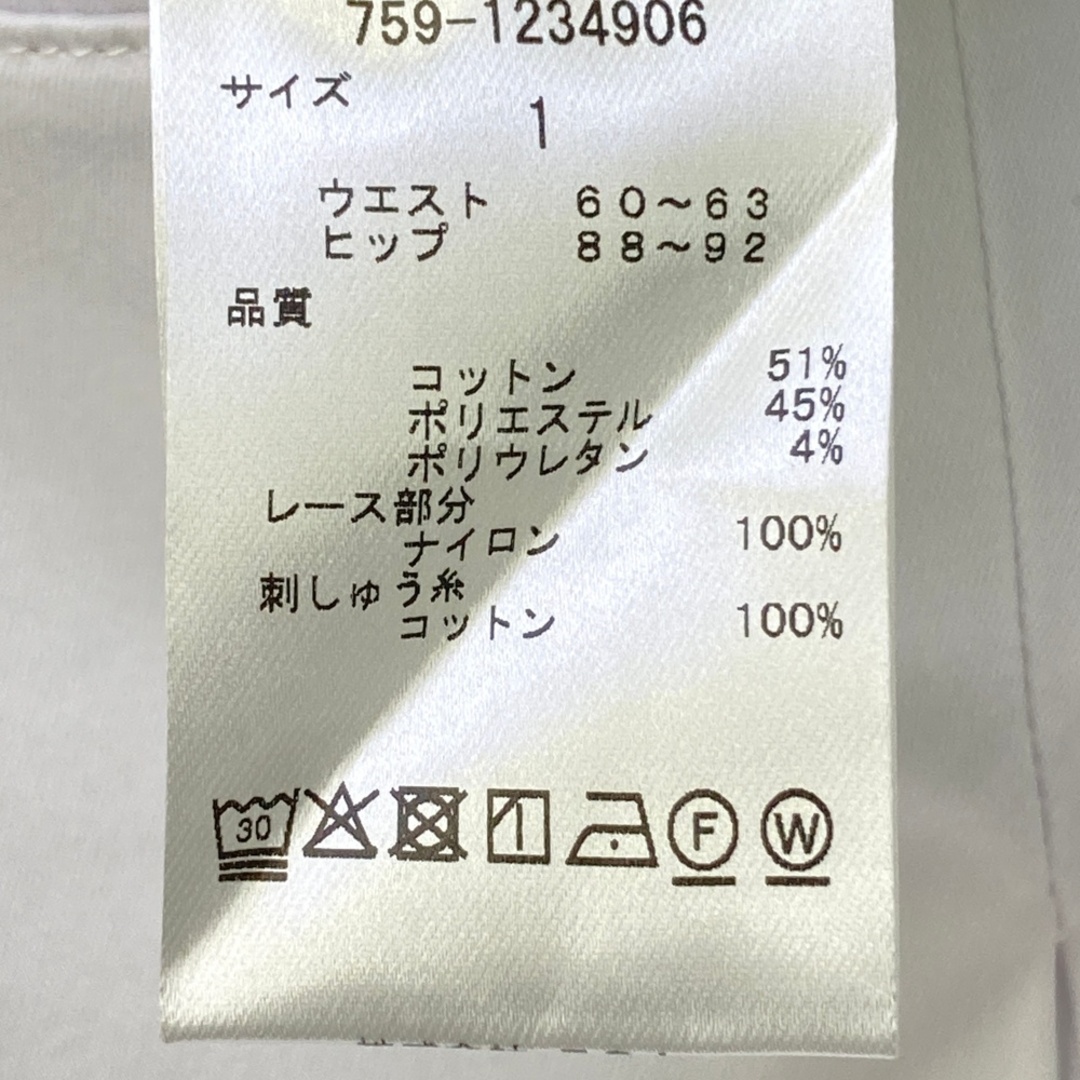 759-1234906
サイズ
1
ウエスト 60〜63
ヒップ 88〜92
品質
コットン 51%
ポリエステル 45%
ポリウレタン 4%
レース部分
ナイロン 100%
刺しゅう糸
コットン 100%
30 F W